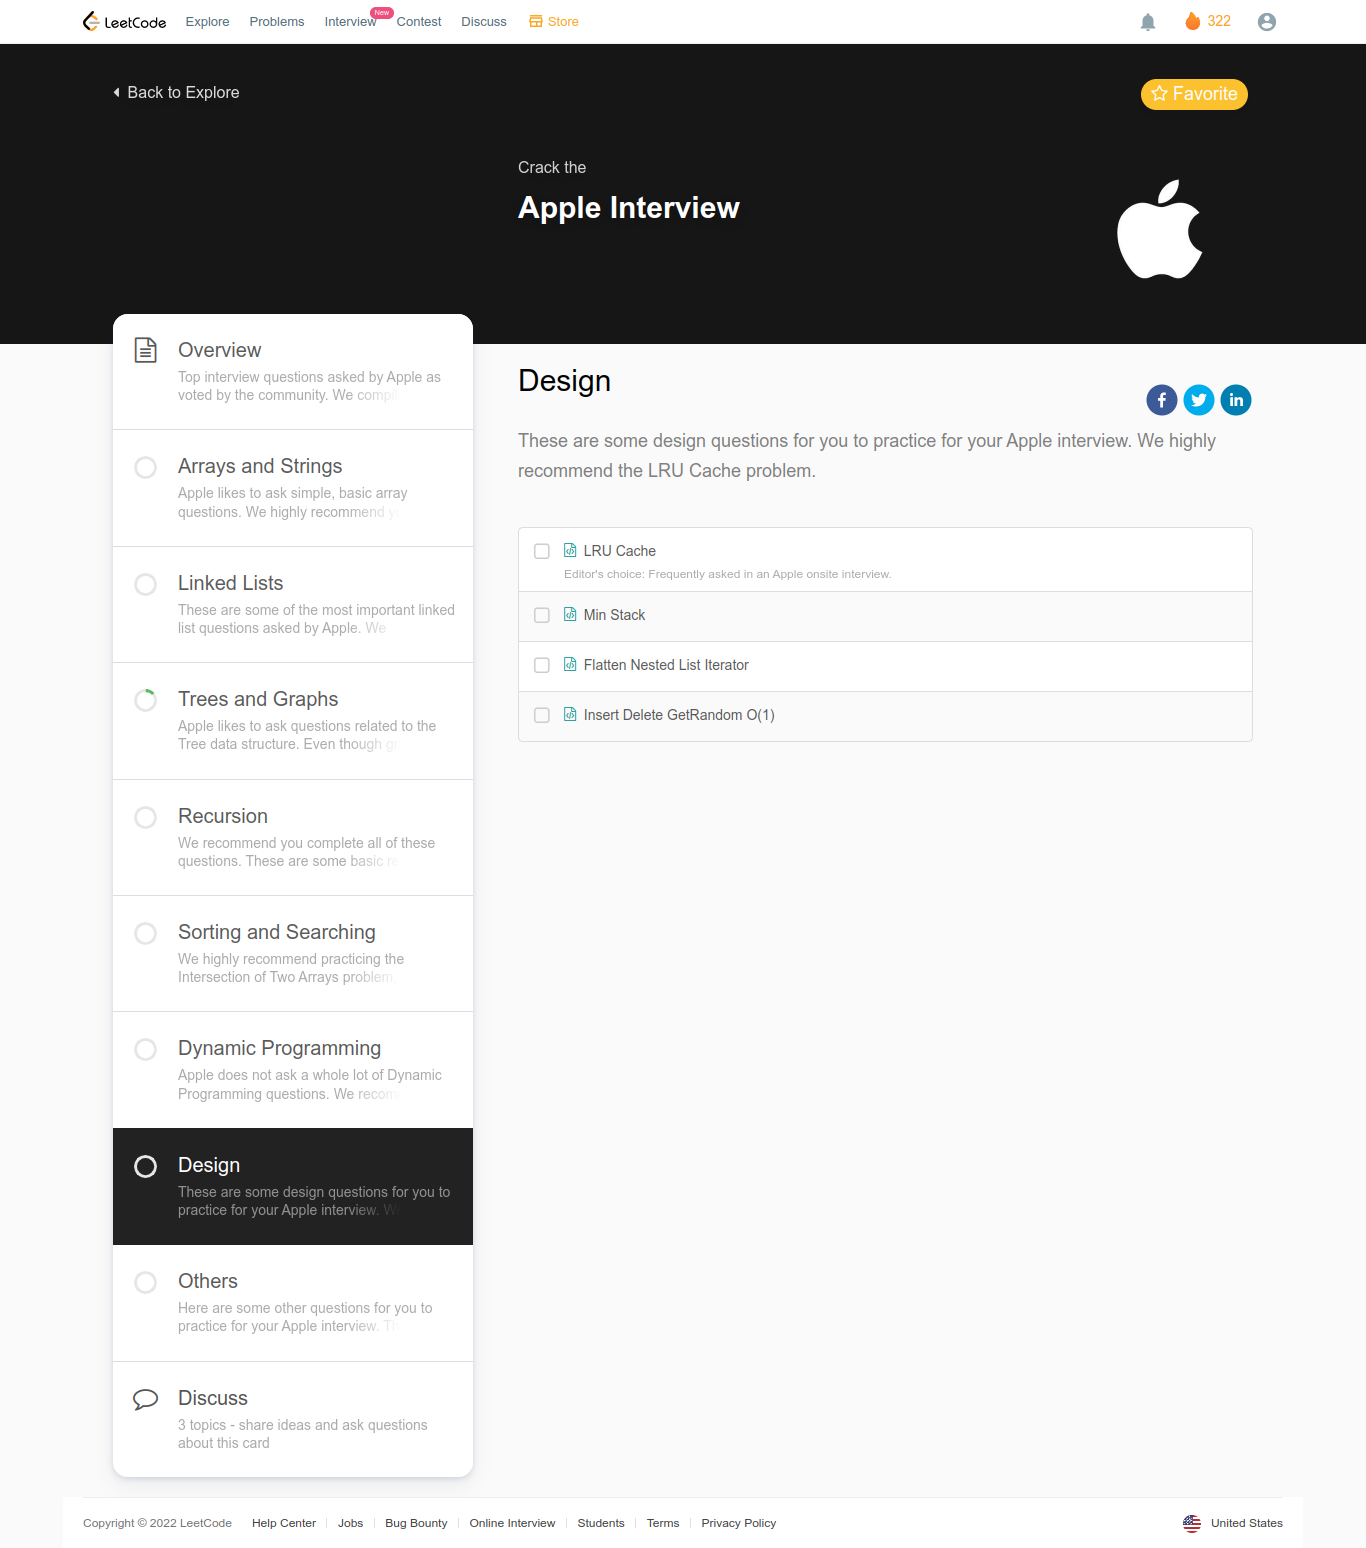 LeetCode Explore Problems Interview New Contest Discuss Store 322
Back to Explore
Favorite
Crack the
Apple Interview
Overview
Top interview questions asked by Apple as
voted by the community. We
Arrays and Strings
Apple likes to ask simple, basic array
questions. We highly recommend
Linked Lists
These are some of the most important linked
list questions asked by Apple. We
Trees and Graphs
Apple likes to ask questions related to the
Tree data structure. Even though
Recursion
We recommend you complete all of these
questions. These are some basic
Sorting and Searching
We highly recommend practicing the
Intersection of Two Arrays problem.
Dynamic Programming
Apple does not ask a whole lot of Dynamic
Programming questions. We
Design
These are some design questions for you to
practice for your Apple interview. We
Others
Here are some other questions for you to
practice for your Apple interview.
Discuss
3 topics - share ideas and ask questions
about this card
Design
These are some design questions for you to practice for your Apple interview. We highly
recommend the LRU Cache problem.
LRU Cache
Editor's choice: Frequently asked in an Apple onsite interview.
Min Stack
Flatten Nested List Iterator
Insert Delete GetRandom O(1)
Copyright © 2022 LeetCode Help Center Jobs Bug Bounty Online Interview Students Terms Privacy Policy United States